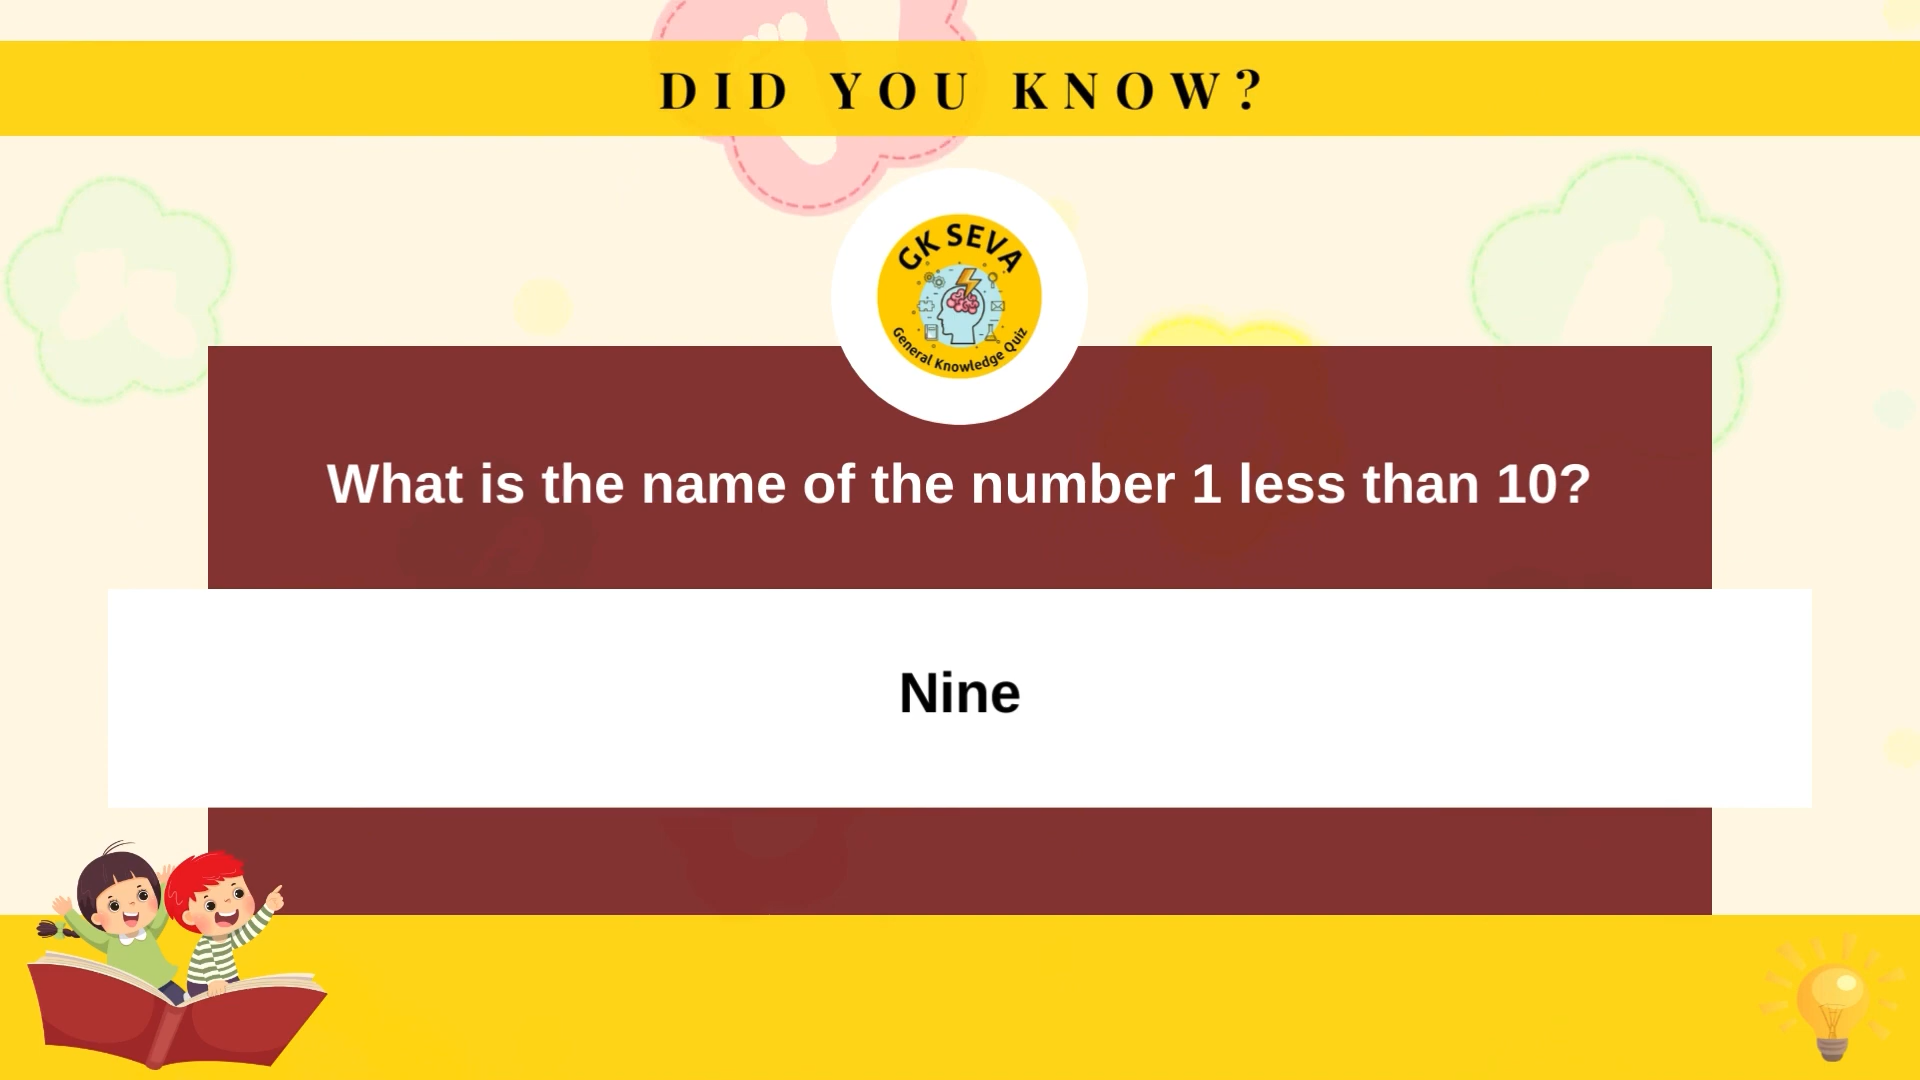 DID YOU KNOW?
GK SEVA
General Knowledge Quiz
What is the name of the number 1 less than 10?
Nine